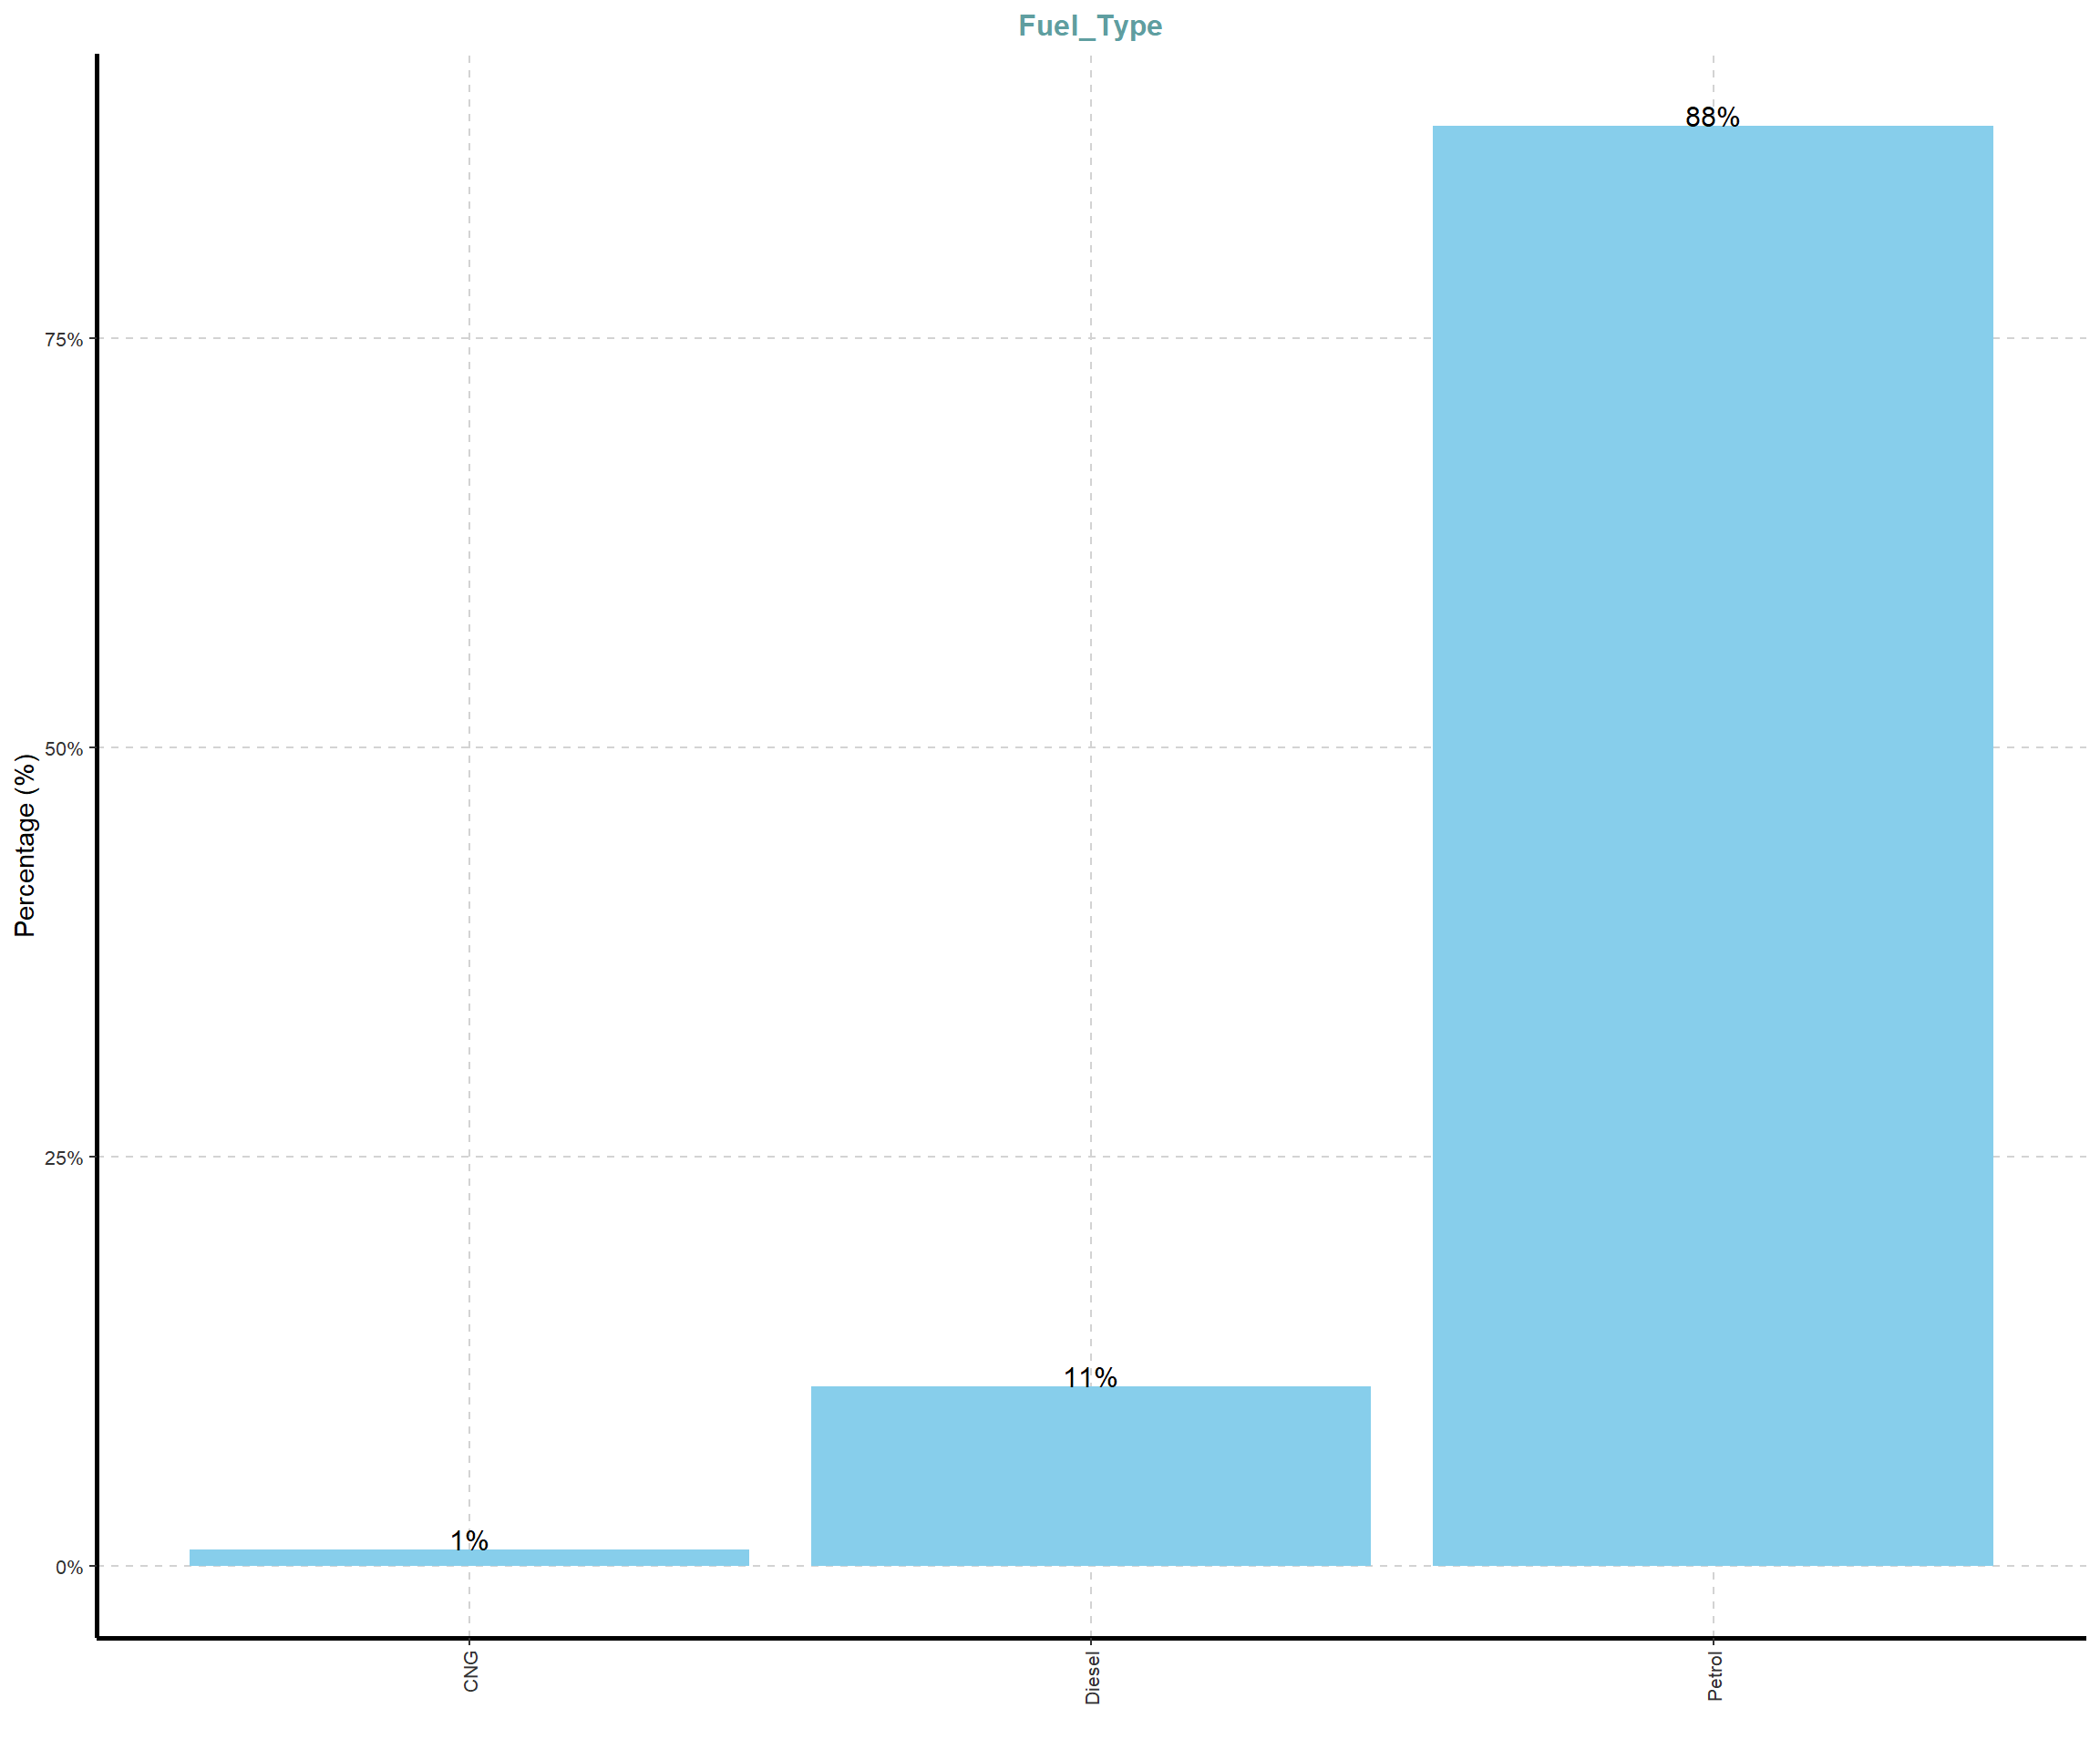 Fuel_Type
88%
75%
50%
Percentage (%)
25%
11%
1%
0%
CNG
Diesel
Petrol